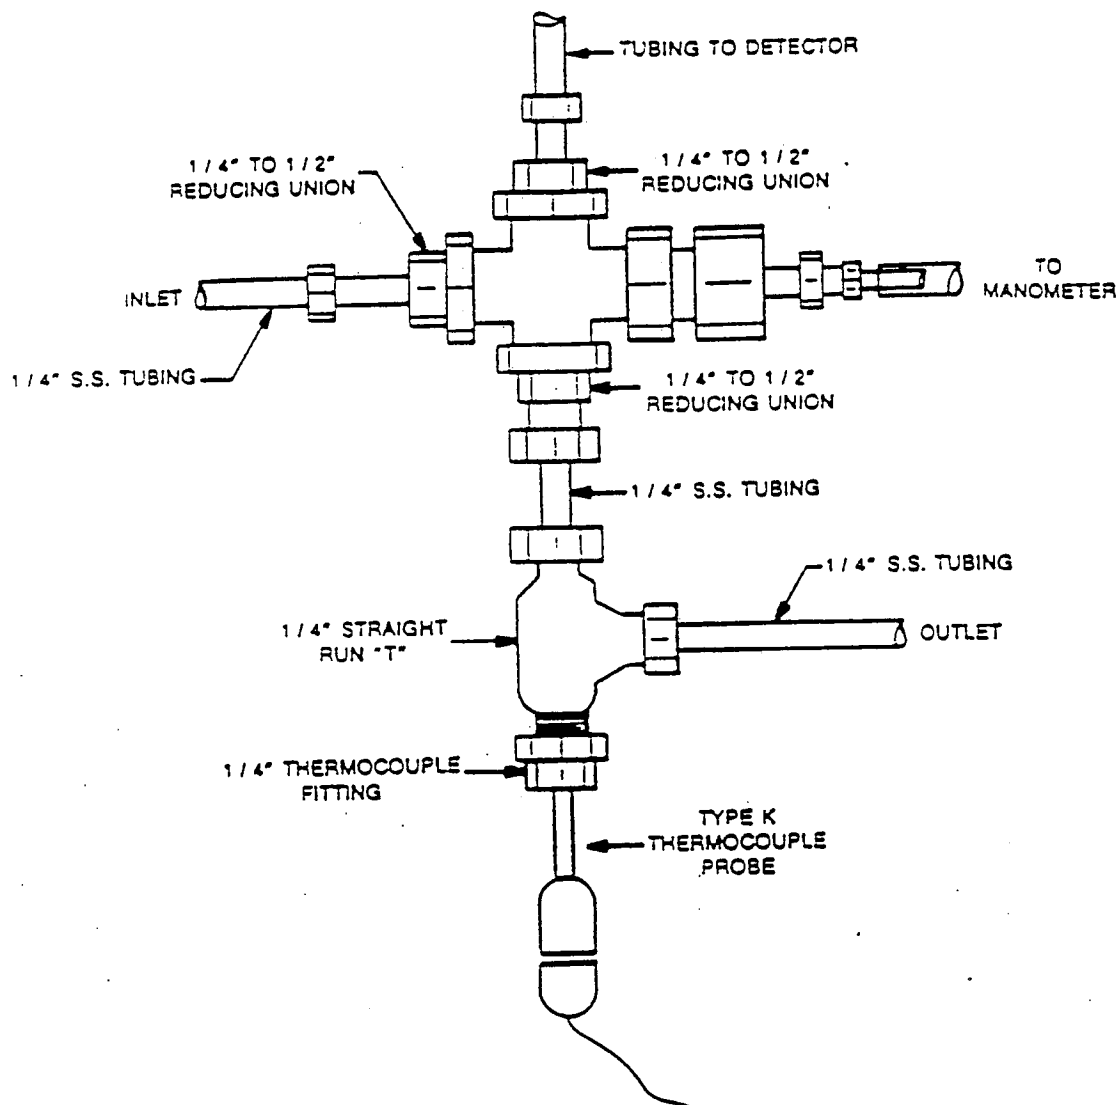 TUBING TO DETECTOR
1/4" TO 1/2"
REDUCING UNION
1/4" TO 1/2"
REDUCING UNION
INLET
TO
MANOMETER
1/4" S.S. TUBING
1/4" TO 1/2"
REDUCING UNION
1/4" S.S. TUBING
1/4" S.S. TUBING
1/4" STRAIGHT
RUN "T"
OUTLET
1/4" THERMOCOUPLE
FITTING
TYPE K
THERMOCOUPLE
PROBE